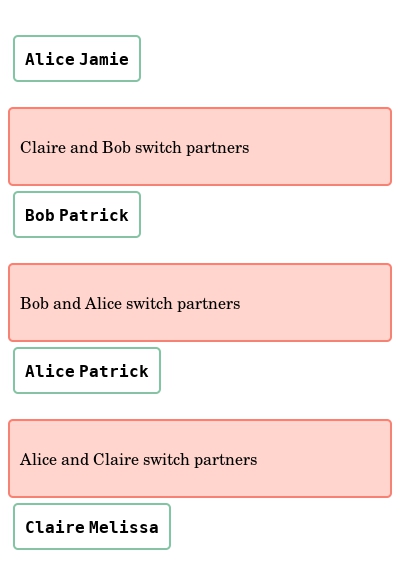 Alice Jamie
Claire and Bob switch partners
Bob Patrick
Bob and Alice switch partners
Alice Patrick
Alice and Claire switch partners
Claire Melissa